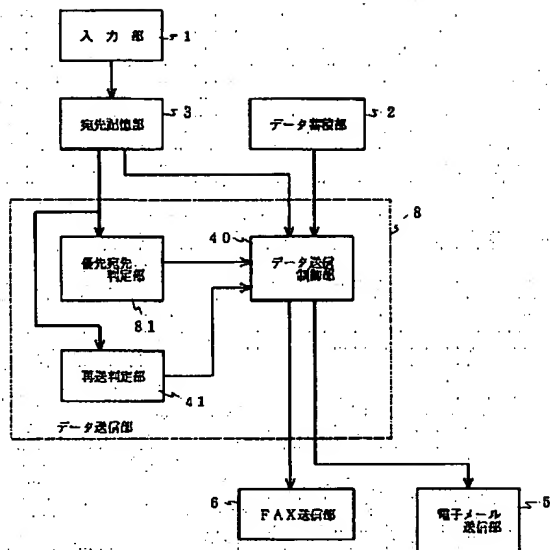 入力部
1
宛先記憶部
3
データ蓄積部
2
8
40
優先宛先
判定部
データ送信
制御部
81
再送判定部
41
データ送信部
6
FAX送信部
電子メール
送信部
5